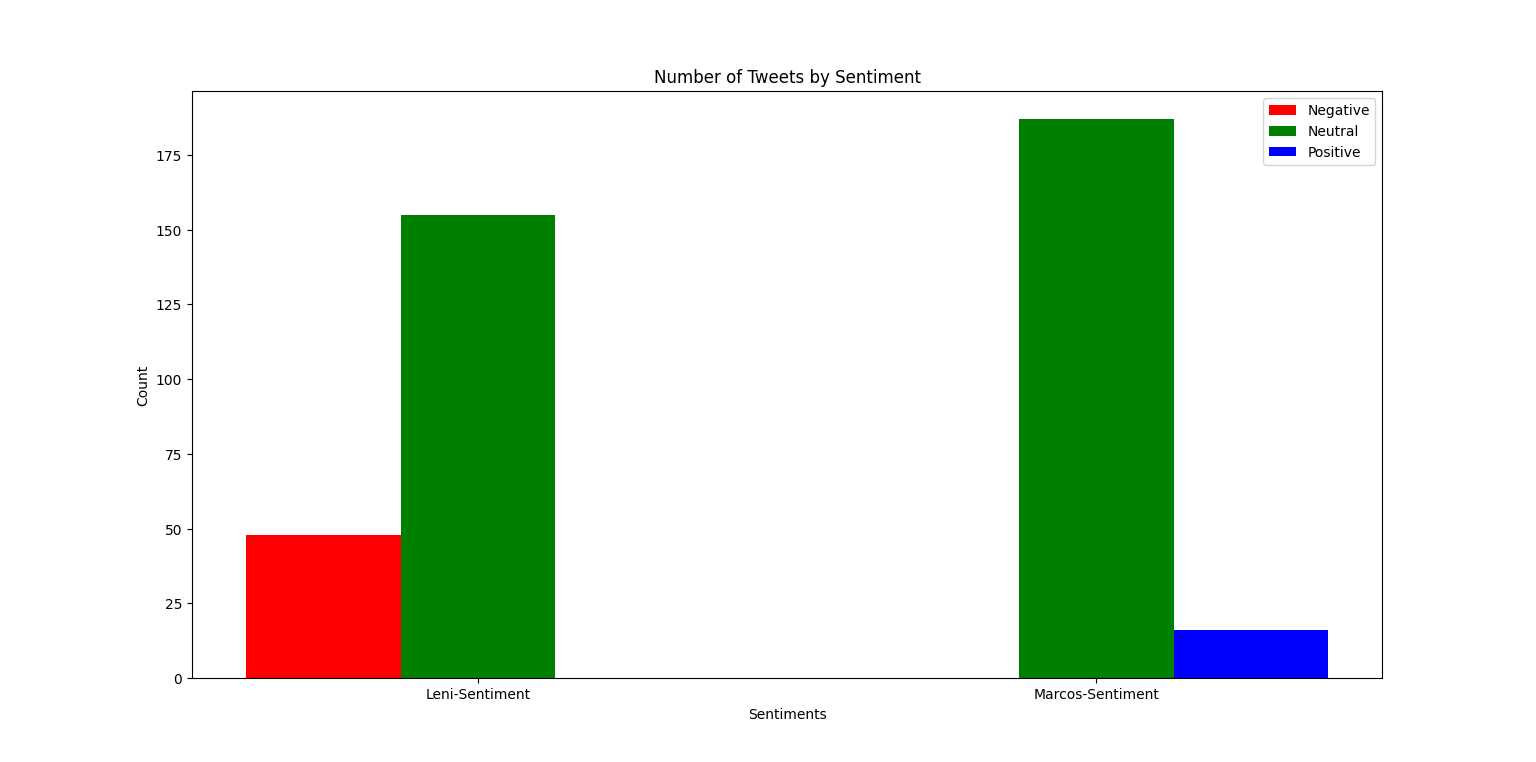 Number of Tweets by Sentiment
Negative
Neutral
Positive
175
150
125
100
75
50
25
0
Count
Leni-Sentiment
Marcos-Sentiment
Sentiments